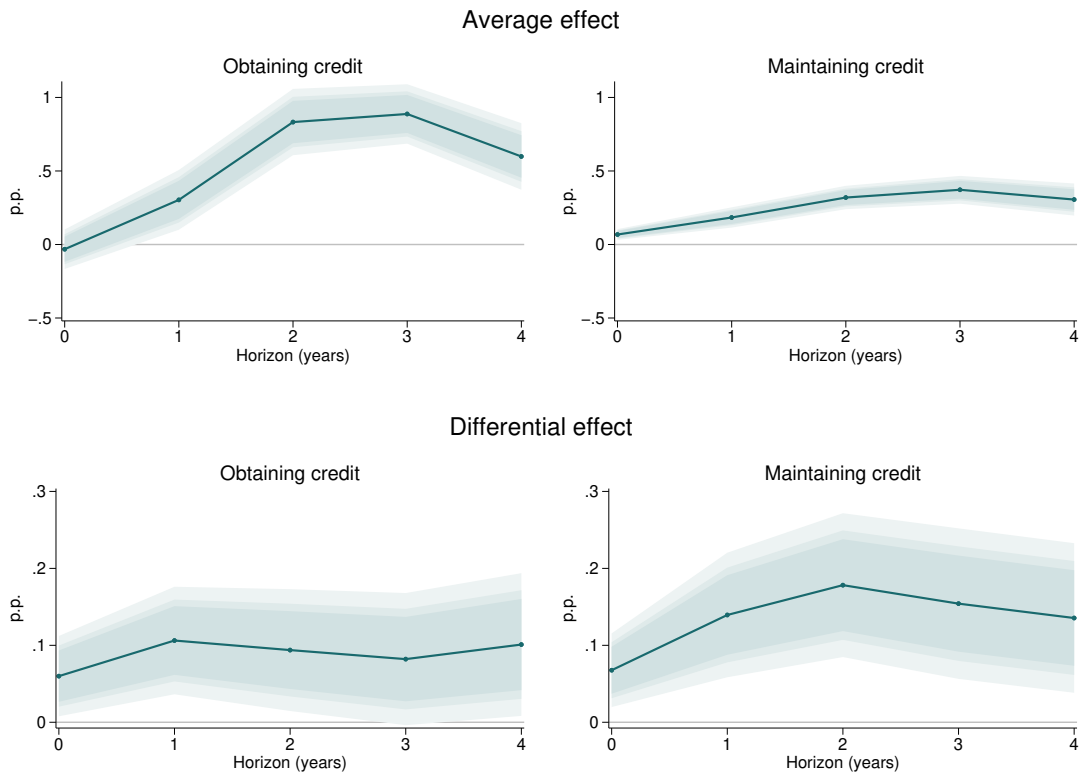 Average effect
Obtaining credit
1
.5
0
−.5
p.p.
0 1 2 3 4
Horizon (years)
Maintaining credit
1
.5
0
−.5
p.p.
0 1 2 3 4
Horizon (years)
Differential effect
Obtaining credit
.3
.2
.1
0
p.p.
0 1 2 3 4
Horizon (years)
Maintaining credit
.3
.2
.1
0
p.p.
0 1 2 3 4
Horizon (years)